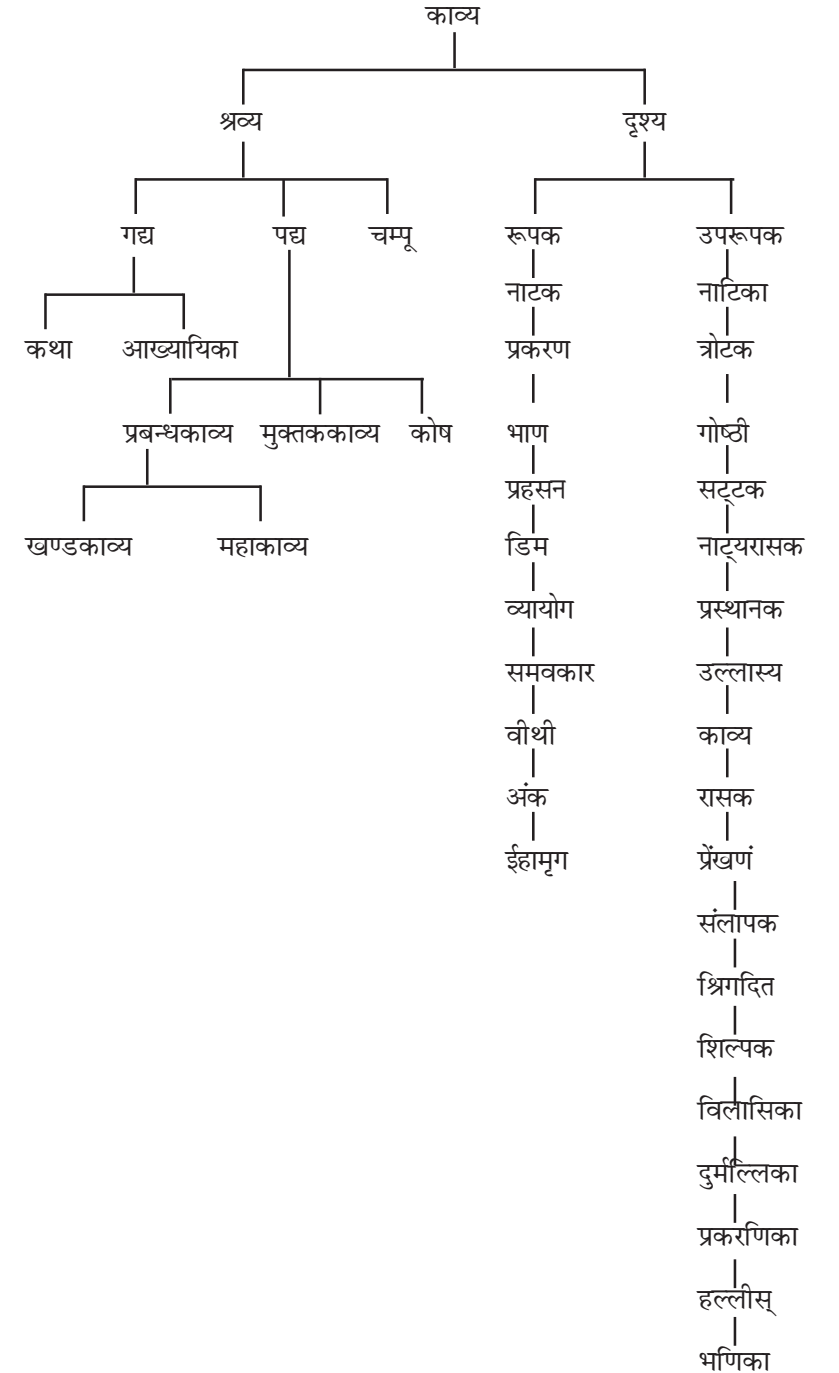 काव्य
श्रव्य दृश्य
गद्य पद्य चम्पू रूपक उपरूपक
नाटक नाटिका
कथा आख्यायिका प्रकरण त्रोटक
प्रबन्धकाव्य मुक्तककाव्य कोष भाण गोष्ठी
प्रहसन सट्टक
खण्डकाव्य महाकाव्य डिम नाट्यरासक
व्यायोग प्रस्थानक
समवकार उल्लास्य
वीथी काव्य
अंक रासक
ईहामृग प्रेंखणं
संलापक
श्रिगदित
शिल्पक
विलासिका
दुर्मल्लिका
प्रकरणिका
हल्लीस्
भणिका